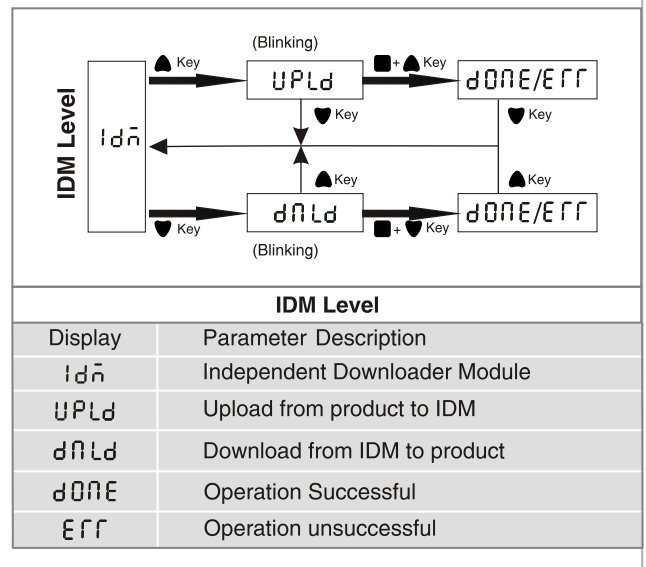 (Blinking)
Key
UPLd
+ Key
dONE/Err
Key
Key
IDM Level
Idm
Key
Key
dNLd
dONE/Err
Key
+ Key
(Blinking)
IDM Level
Display Parameter Description
Idm Independent Downloader Module
UPLd Upload from product to IDM
dNLd Download from IDM to product
dONE Operation Successful
Err Operation unsuccessful